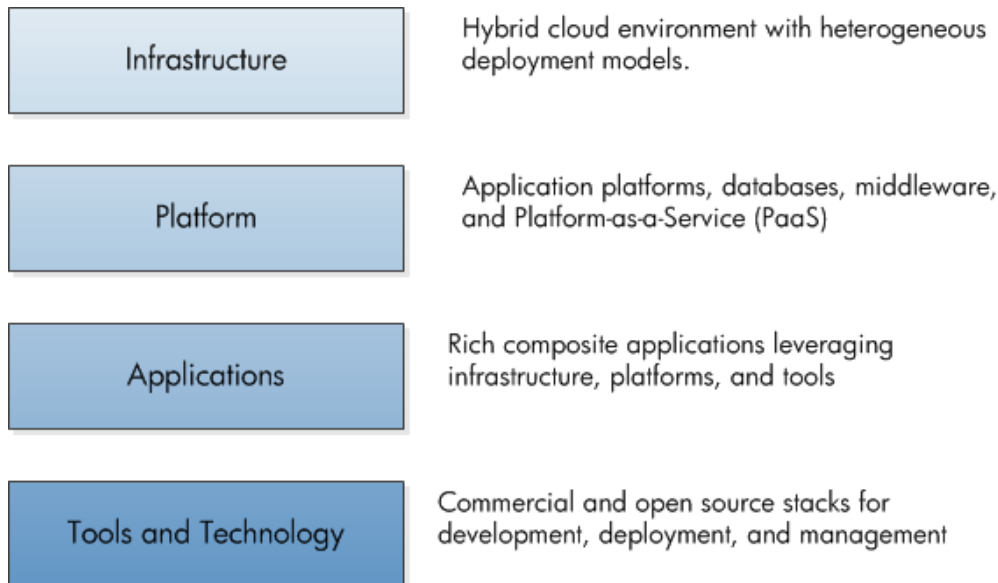 Infrastructure
Hybrid cloud environment with heterogeneous
deployment models.
Platform
Application platforms, databases, middleware,
and Platform-as-a-Service (PaaS)
Applications
Rich composite applications leveraging
infrastructure, platforms, and tools
Tools and Technology
Commercial and open source stacks for
development, deployment, and management